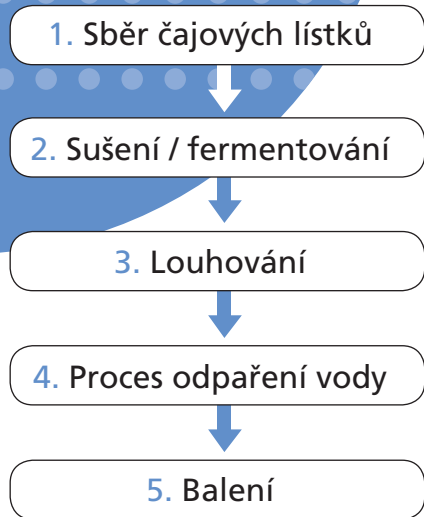 1. Sběr čajových lístků
2. Sušení / fermentování
3. Louhování
4. Proces odpaření vody
5. Balení